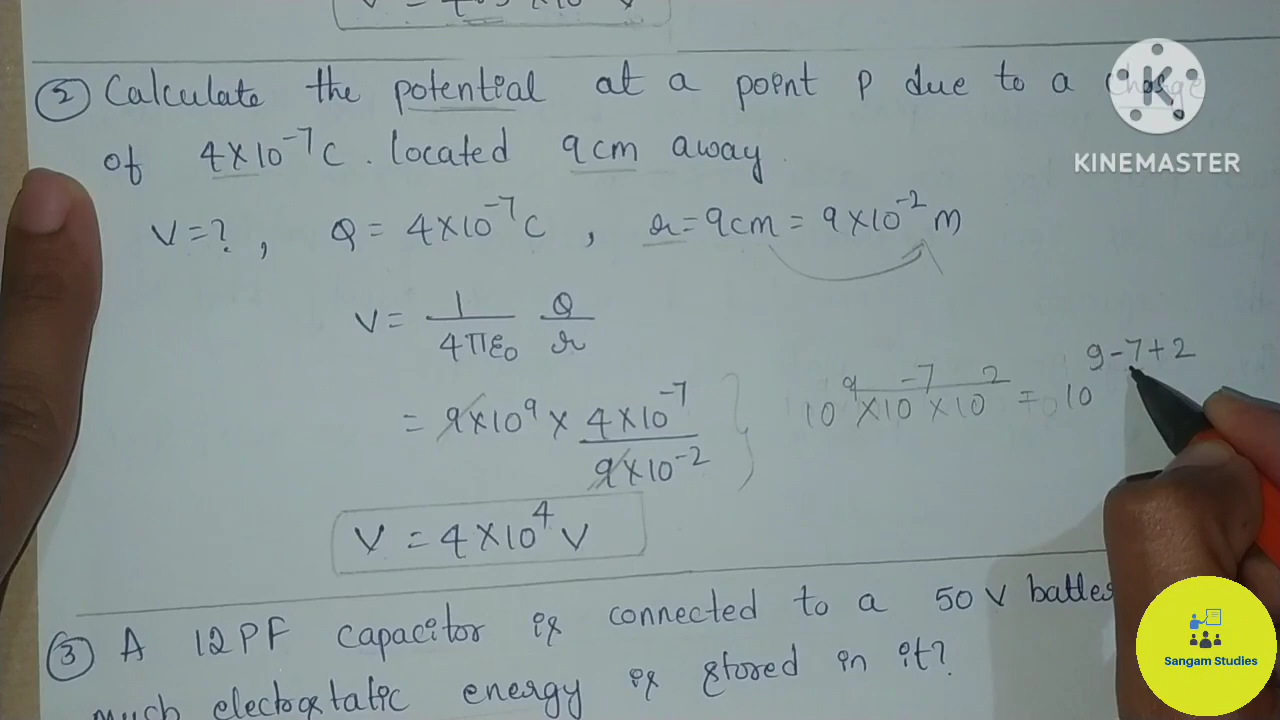 ② Calculate the potential at a point P due to a charge
KINEMASTER
of 4×10⁻⁷C. located 9cm away.
V=?, Q = 4×10⁻⁷C, r=9cm = 9×10⁻² m
V= 1/4πε₀ Q/r
= 9×10⁹ × 4×10⁻⁷/9×10⁻² } 10⁹×10⁻⁷×10² = 10⁹⁻⁷⁺²
V = 4×10⁴ V
③ A 12PF capacitor is connected to a 50V
much electrostatic energy is stored in it?
Sangam Studies